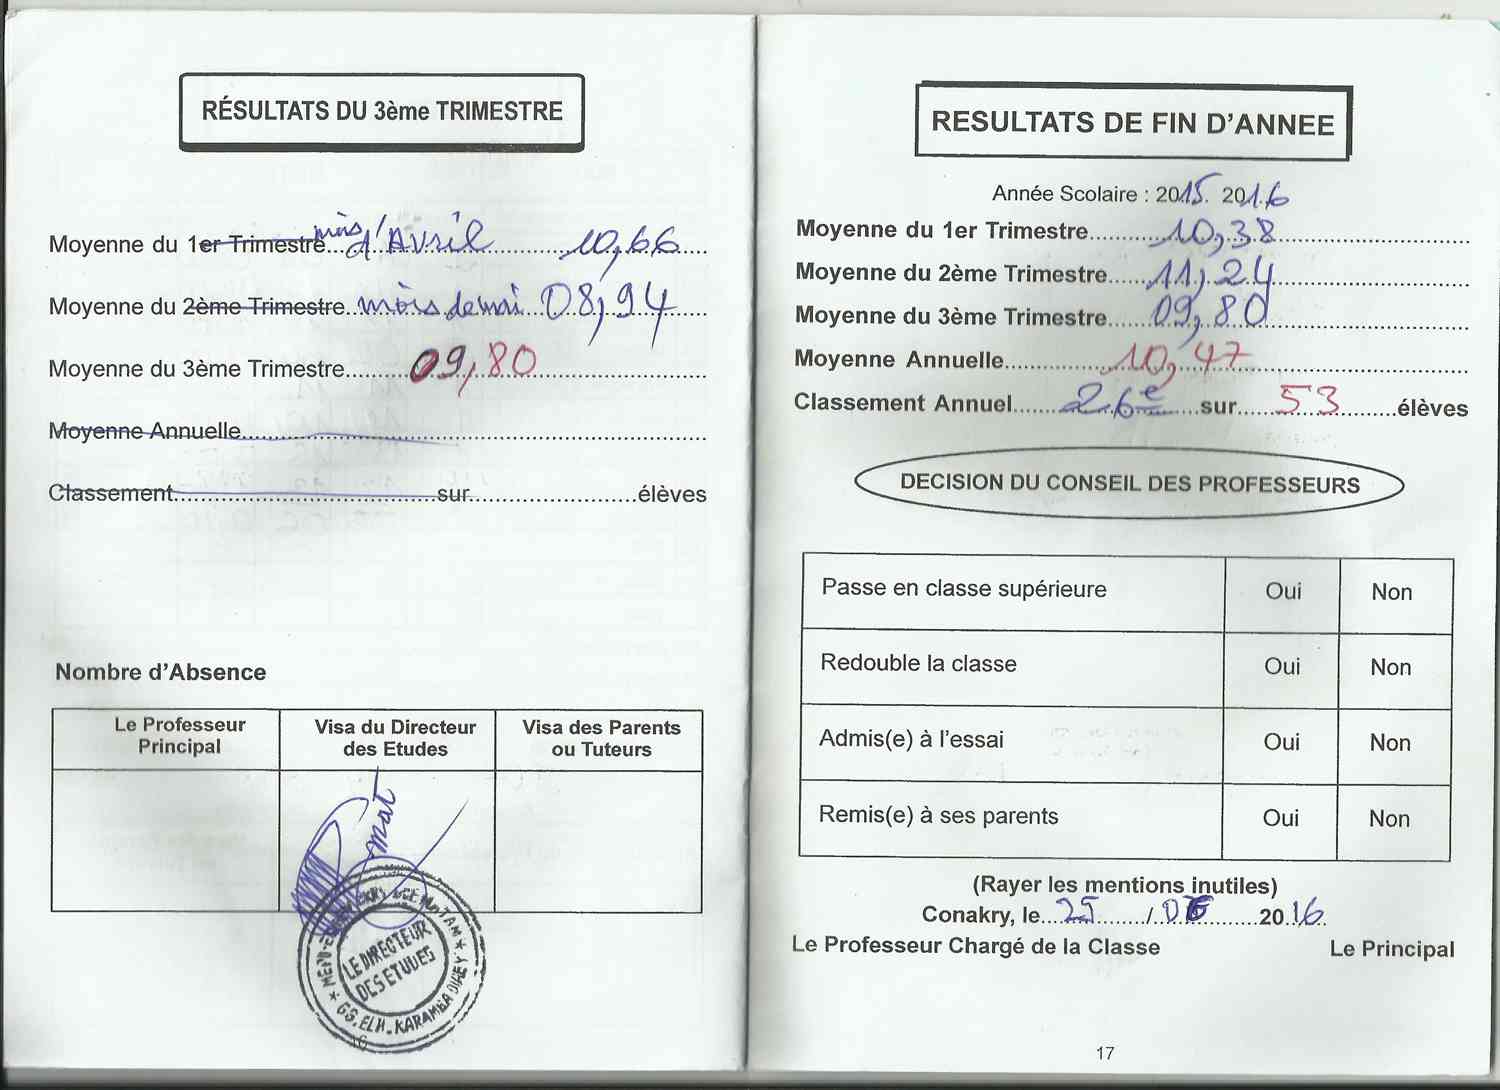 RÉSULTATS DU 3ème TRIMESTRE
Moyenne du 1er Trimestre mois d'Avril 10,66
Moyenne du 2ème Trimestre mois de mai 08,94
Moyenne du 3ème Trimestre 09,80
Moyenne Annuelle
Classement sur élèves
Nombre d'Absence
Le Professeur Principal
Visa du Directeur des Etudes
Visa des Parents ou Tuteurs
LE DIRECTEUR
DES ETUDES
GS.ELH.KARAMBA DIREY
RESULTATS DE FIN D'ANNEE
Année Scolaire : 2015. 2016
Moyenne du 1er Trimestre 10,38
Moyenne du 2ème Trimestre 11,24
Moyenne du 3ème Trimestre 09,80
Moyenne Annuelle 10,47
Classement Annuel 26e sur 53 élèves
DECISION DU CONSEIL DES PROFESSEURS
Passe en classe supérieure Oui Non
Redouble la classe Oui Non
Admis(e) à l'essai Oui Non
Remis(e) à ses parents Oui Non
(Rayer les mentions inutiles)
Conakry, le 25 / 06 2016
Le Professeur Chargé de la Classe Le Principal
17